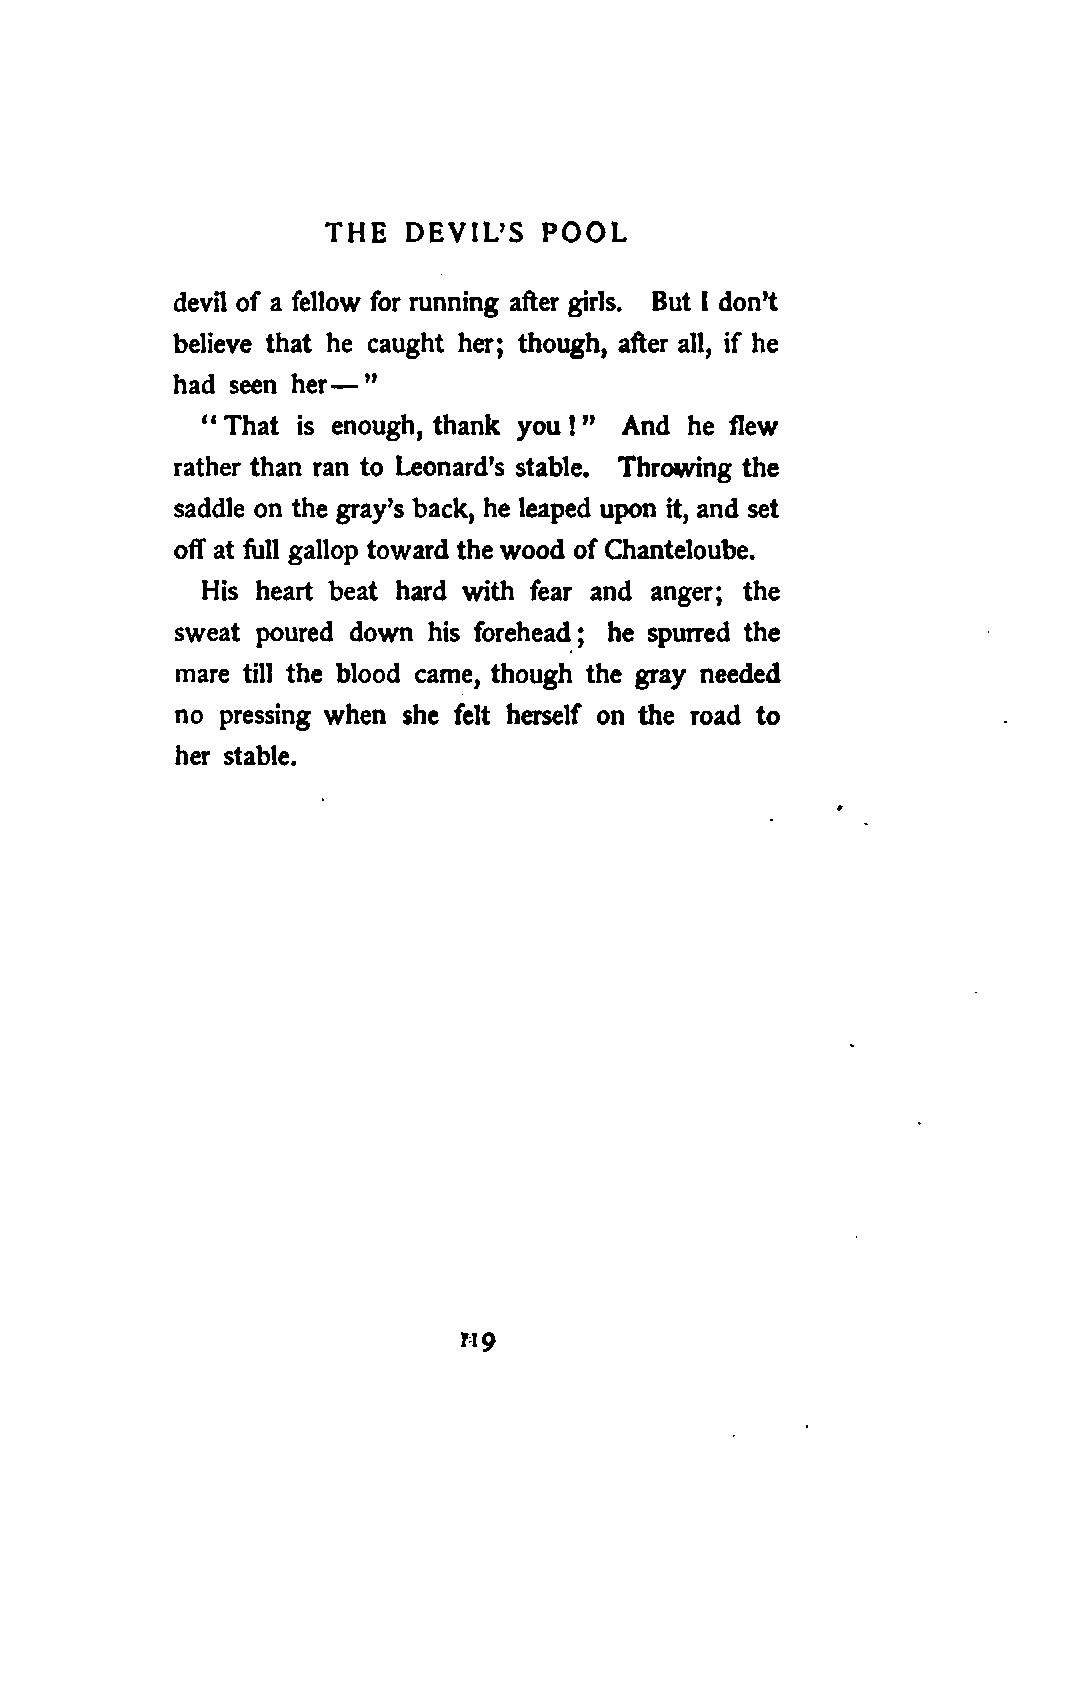 THE DEVIL'S POOL
devil of a fellow for running after girls. But I don't
believe that he caught her; though, after all, if he
had seen her—"
"That is enough, thank you!" And he flew
rather than ran to Leonard's stable. Throwing the
saddle on the gray's back, he leaped upon it, and set
off at full gallop toward the wood of Chanteloube.
His heart beat hard with fear and anger; the
sweat poured down his forehead; he spurred the
mare till the blood came, though the gray needed
no pressing when she felt herself on the road to
her stable.
119